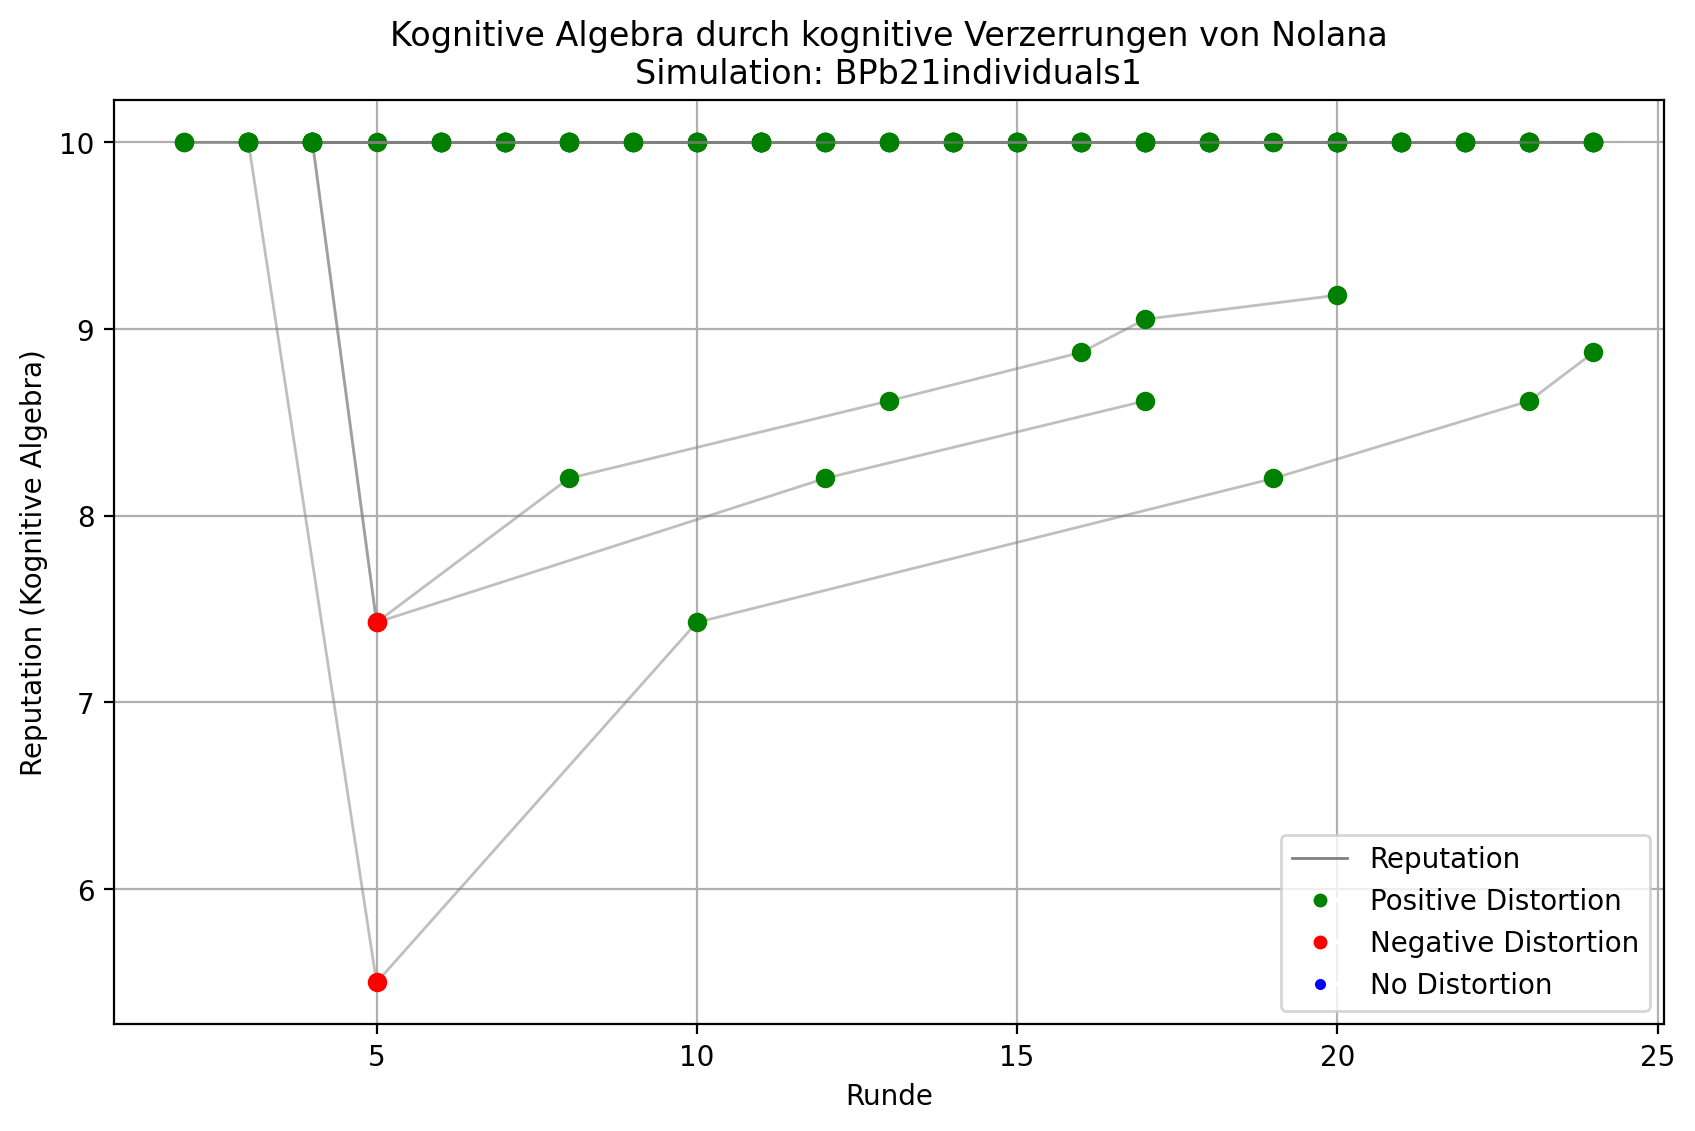 Kognitive Algebra durch kognitive Verzerrungen von Nolana
Simulation: BPb21individuals1
Reputation (Kognitive Algebra)
10
9
8
7
6
5
10
15
20
25
Runde
Reputation
Positive Distortion
Negative Distortion
No Distortion